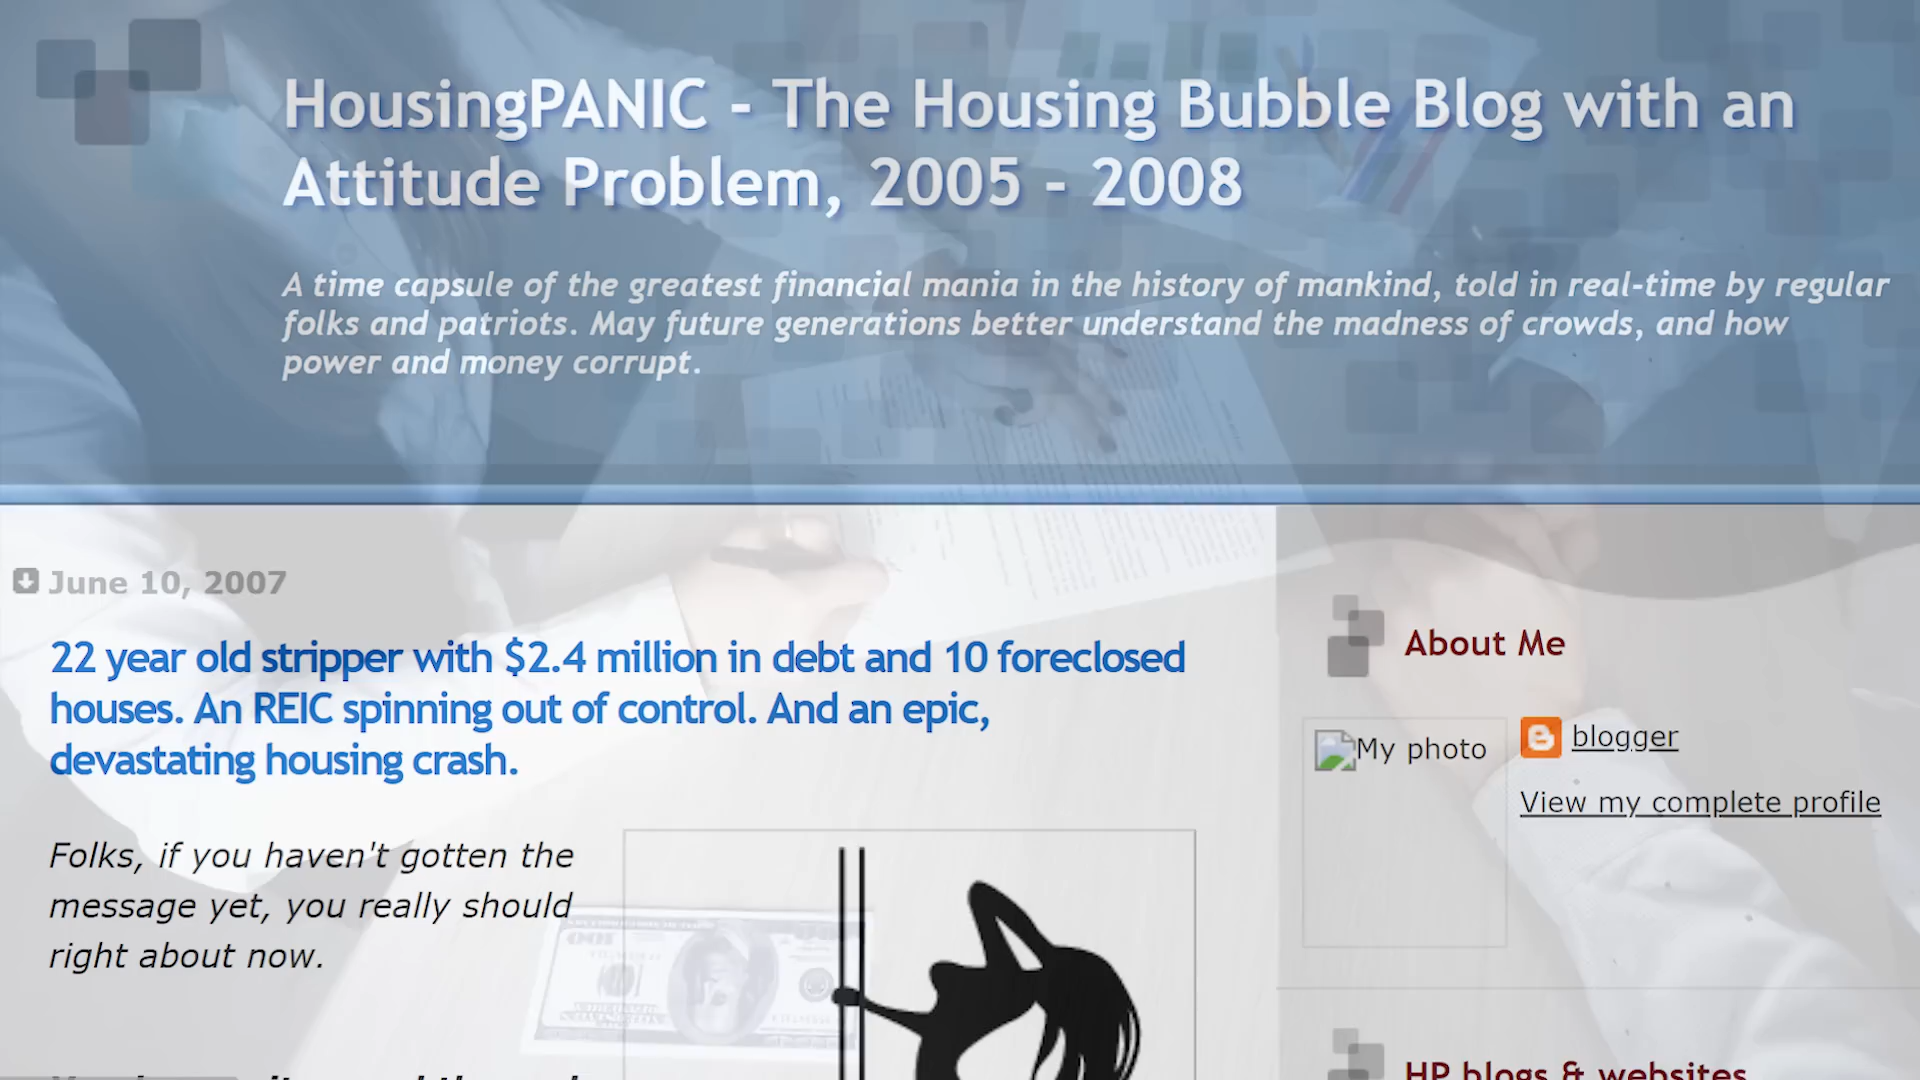 HousingPANIC - The Housing Bubble Blog with an
Attitude Problem, 2005 - 2008
A time capsule of the greatest financial mania in the history of mankind, told in real-time by regular
folks and patriots. May future generations better understand the madness of crowds, and how
power and money corrupt.
June 10, 2007
22 year old stripper with $2.4 million in debt and 10 foreclosed
houses. An REIC spinning out of control. And an epic,
devastating housing crash.
Folks, if you haven't gotten the
message yet, you really should
right about now.
About Me
My photo
blogger
View my complete profile
HP blogs & websites